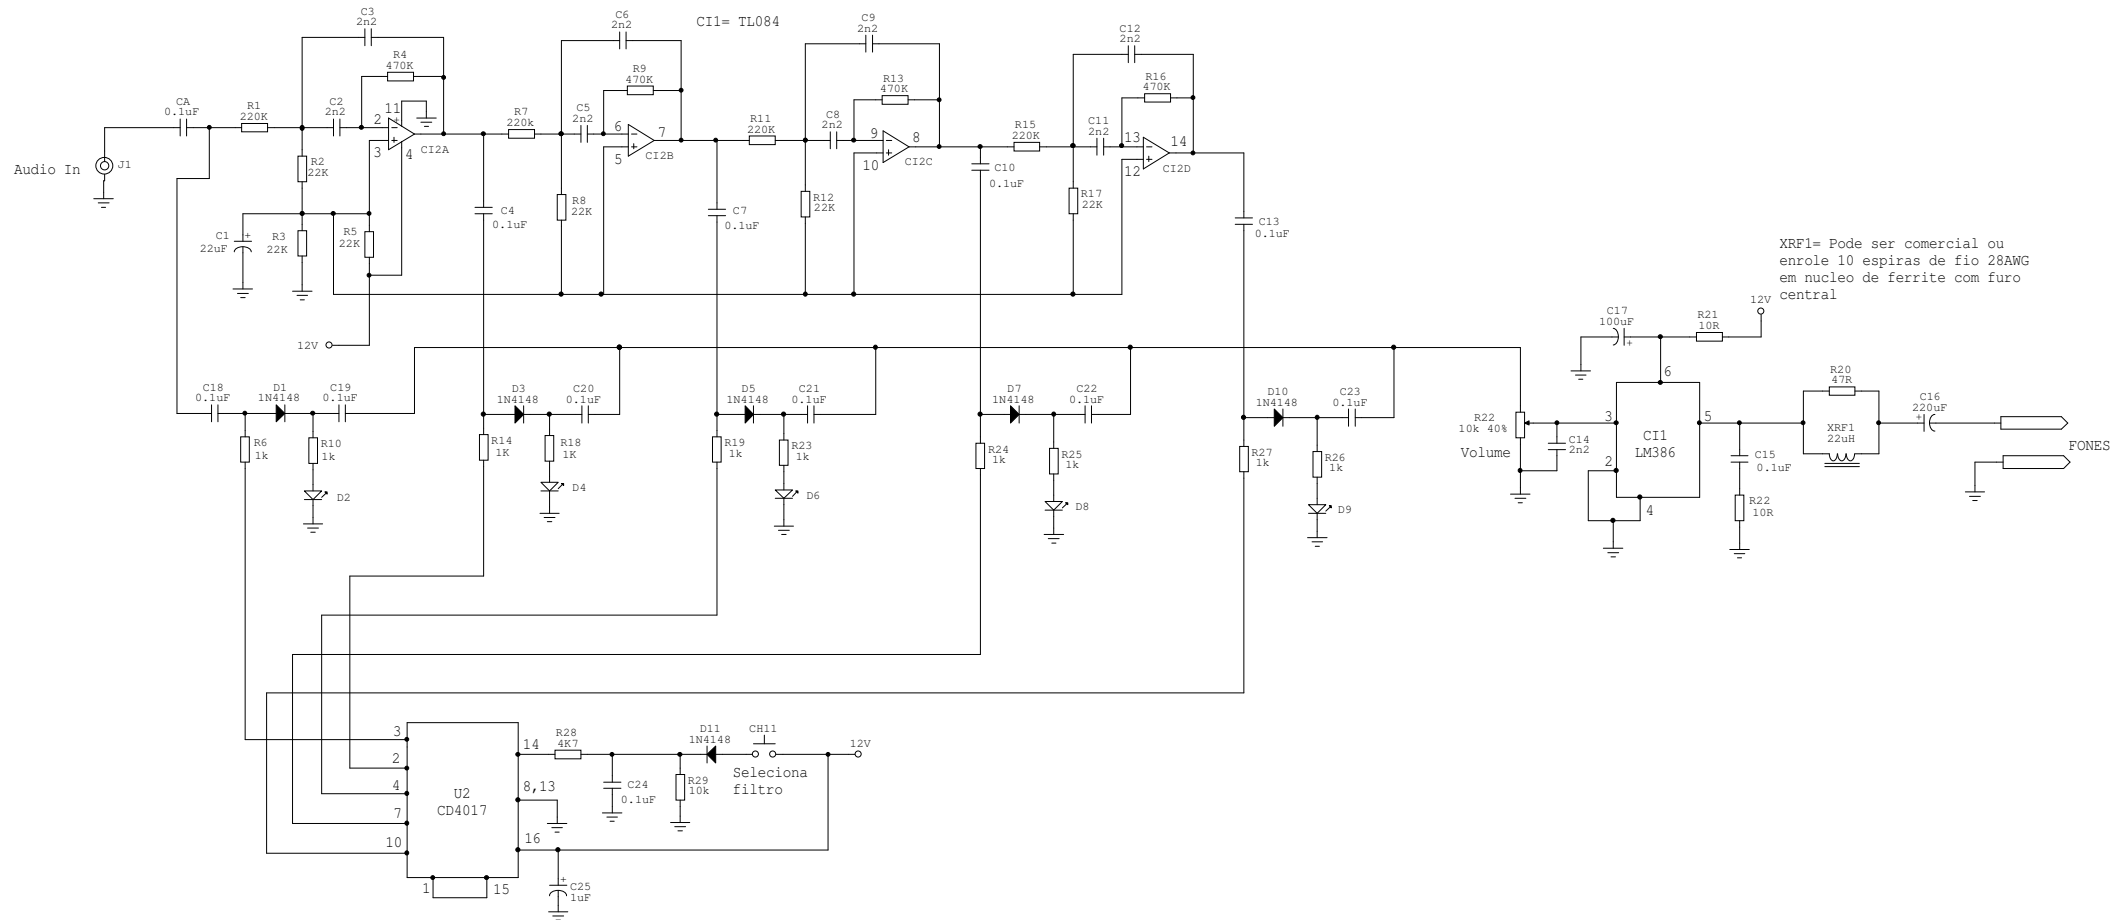 CI1= TL084
C3
2n2
R4
470K
CA
0.1uF
R1
220K
C2
2n2
11
2
3
4
CI2A
R2
22K
Audio In
J1
C1
22uF
R3
22K
R5
22K
12V
C6
2n2
R9
470K
R7
220k
C5
2n2
6
5
7
CI2B
C4
0.1uF
R8
22K
C9
2n2
R13
470K
R11
220K
C8
2n2
9
10
8
CI2C
C7
0.1uF
R12
22K
C12
2n2
R16
470K
R15
220K
C11
2n2
13
12
14
CI2D
C10
0.1uF
R17
22K
C13
0.1uF
XRF1= Pode ser comercial ou
enrole 10 espiras de fio 28AWG
em nucleo de ferrite com furo
central
C18
0.1uF
D1
1N4148
C19
0.1uF
R6
1k
R10
1k
D2
D3
1N4148
C20
0.1uF
R14
1K
R18
1K
D4
D5
1N4148
C21
0.1uF
R19
1k
R23
1k
D6
D7
1N4148
C22
0.1uF
R24
1k
R25
1k
D8
D10
1N4148
C23
0.1uF
R27
1k
R26
1k
D9
R22
10k 40%
Volume
C14
2n2
C17
100uF
R21
10R
12V
6
3
2
4
5
CI1
LM386
R20
47R
XRF1
22uH
C16
220uF
C15
0.1uF
R22
10R
FONES
3
2
4
7
10
U2
CD4017
14
8,13
16
1
15
R28
4K7
C24
0.1uF
R29
10k
D11
1N4148
CH11
Seleciona
filtro
12V
C25
1uF